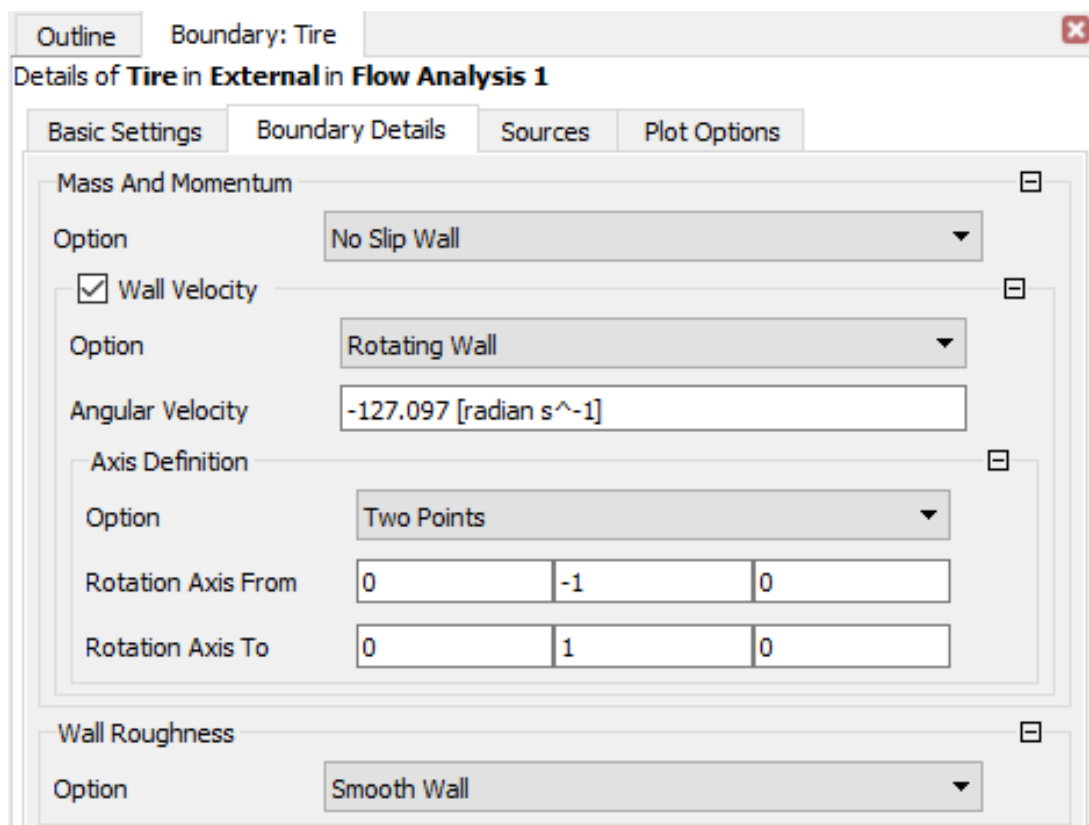 Outline Boundary: Tire
Details of Tire in External in Flow Analysis 1
Basic Settings Boundary Details Sources Plot Options
Mass And Momentum
Option No Slip Wall
Wall Velocity
Option Rotating Wall
Angular Velocity -127.097 [radian s^-1]
Axis Definition
Option Two Points
Rotation Axis From 0 -1 0
Rotation Axis To 0 1 0
Wall Roughness
Option Smooth Wall